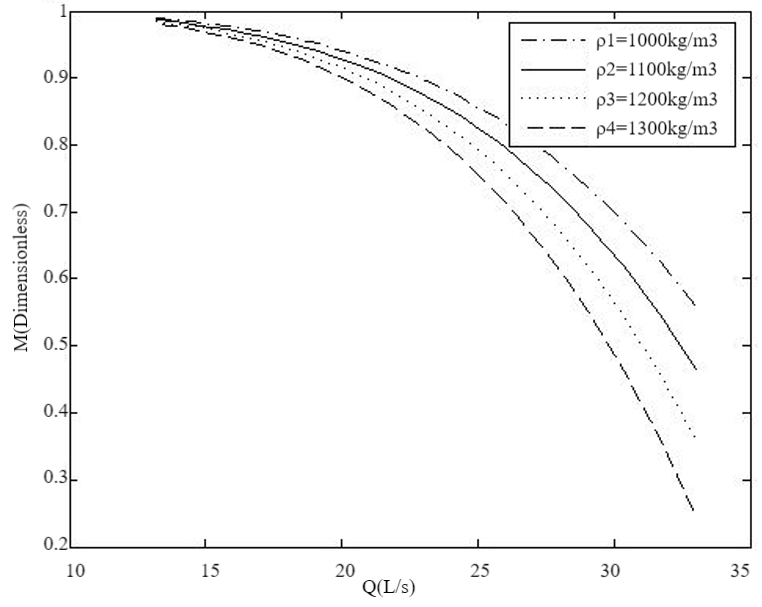 1
0.9
0.8
0.7
0.6
0.5
0.4
0.3
0.2
M(Dimensionless)
ρ1=1000kg/m3
ρ2=1100kg/m3
ρ3=1200kg/m3
ρ4=1300kg/m3
10 15 20 25 30 35
Q(L/s)